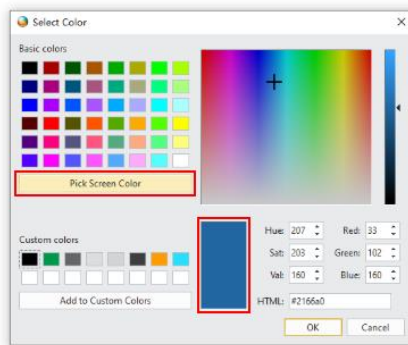 Select Color
Basic colors
Pick Screen Color
Custom colors
Add to Custom Colors
Hue: 207 Red: 33
Sat: 203 Green: 102
Val: 160 Blue: 160
HTML: #2166a0
OK Cancel